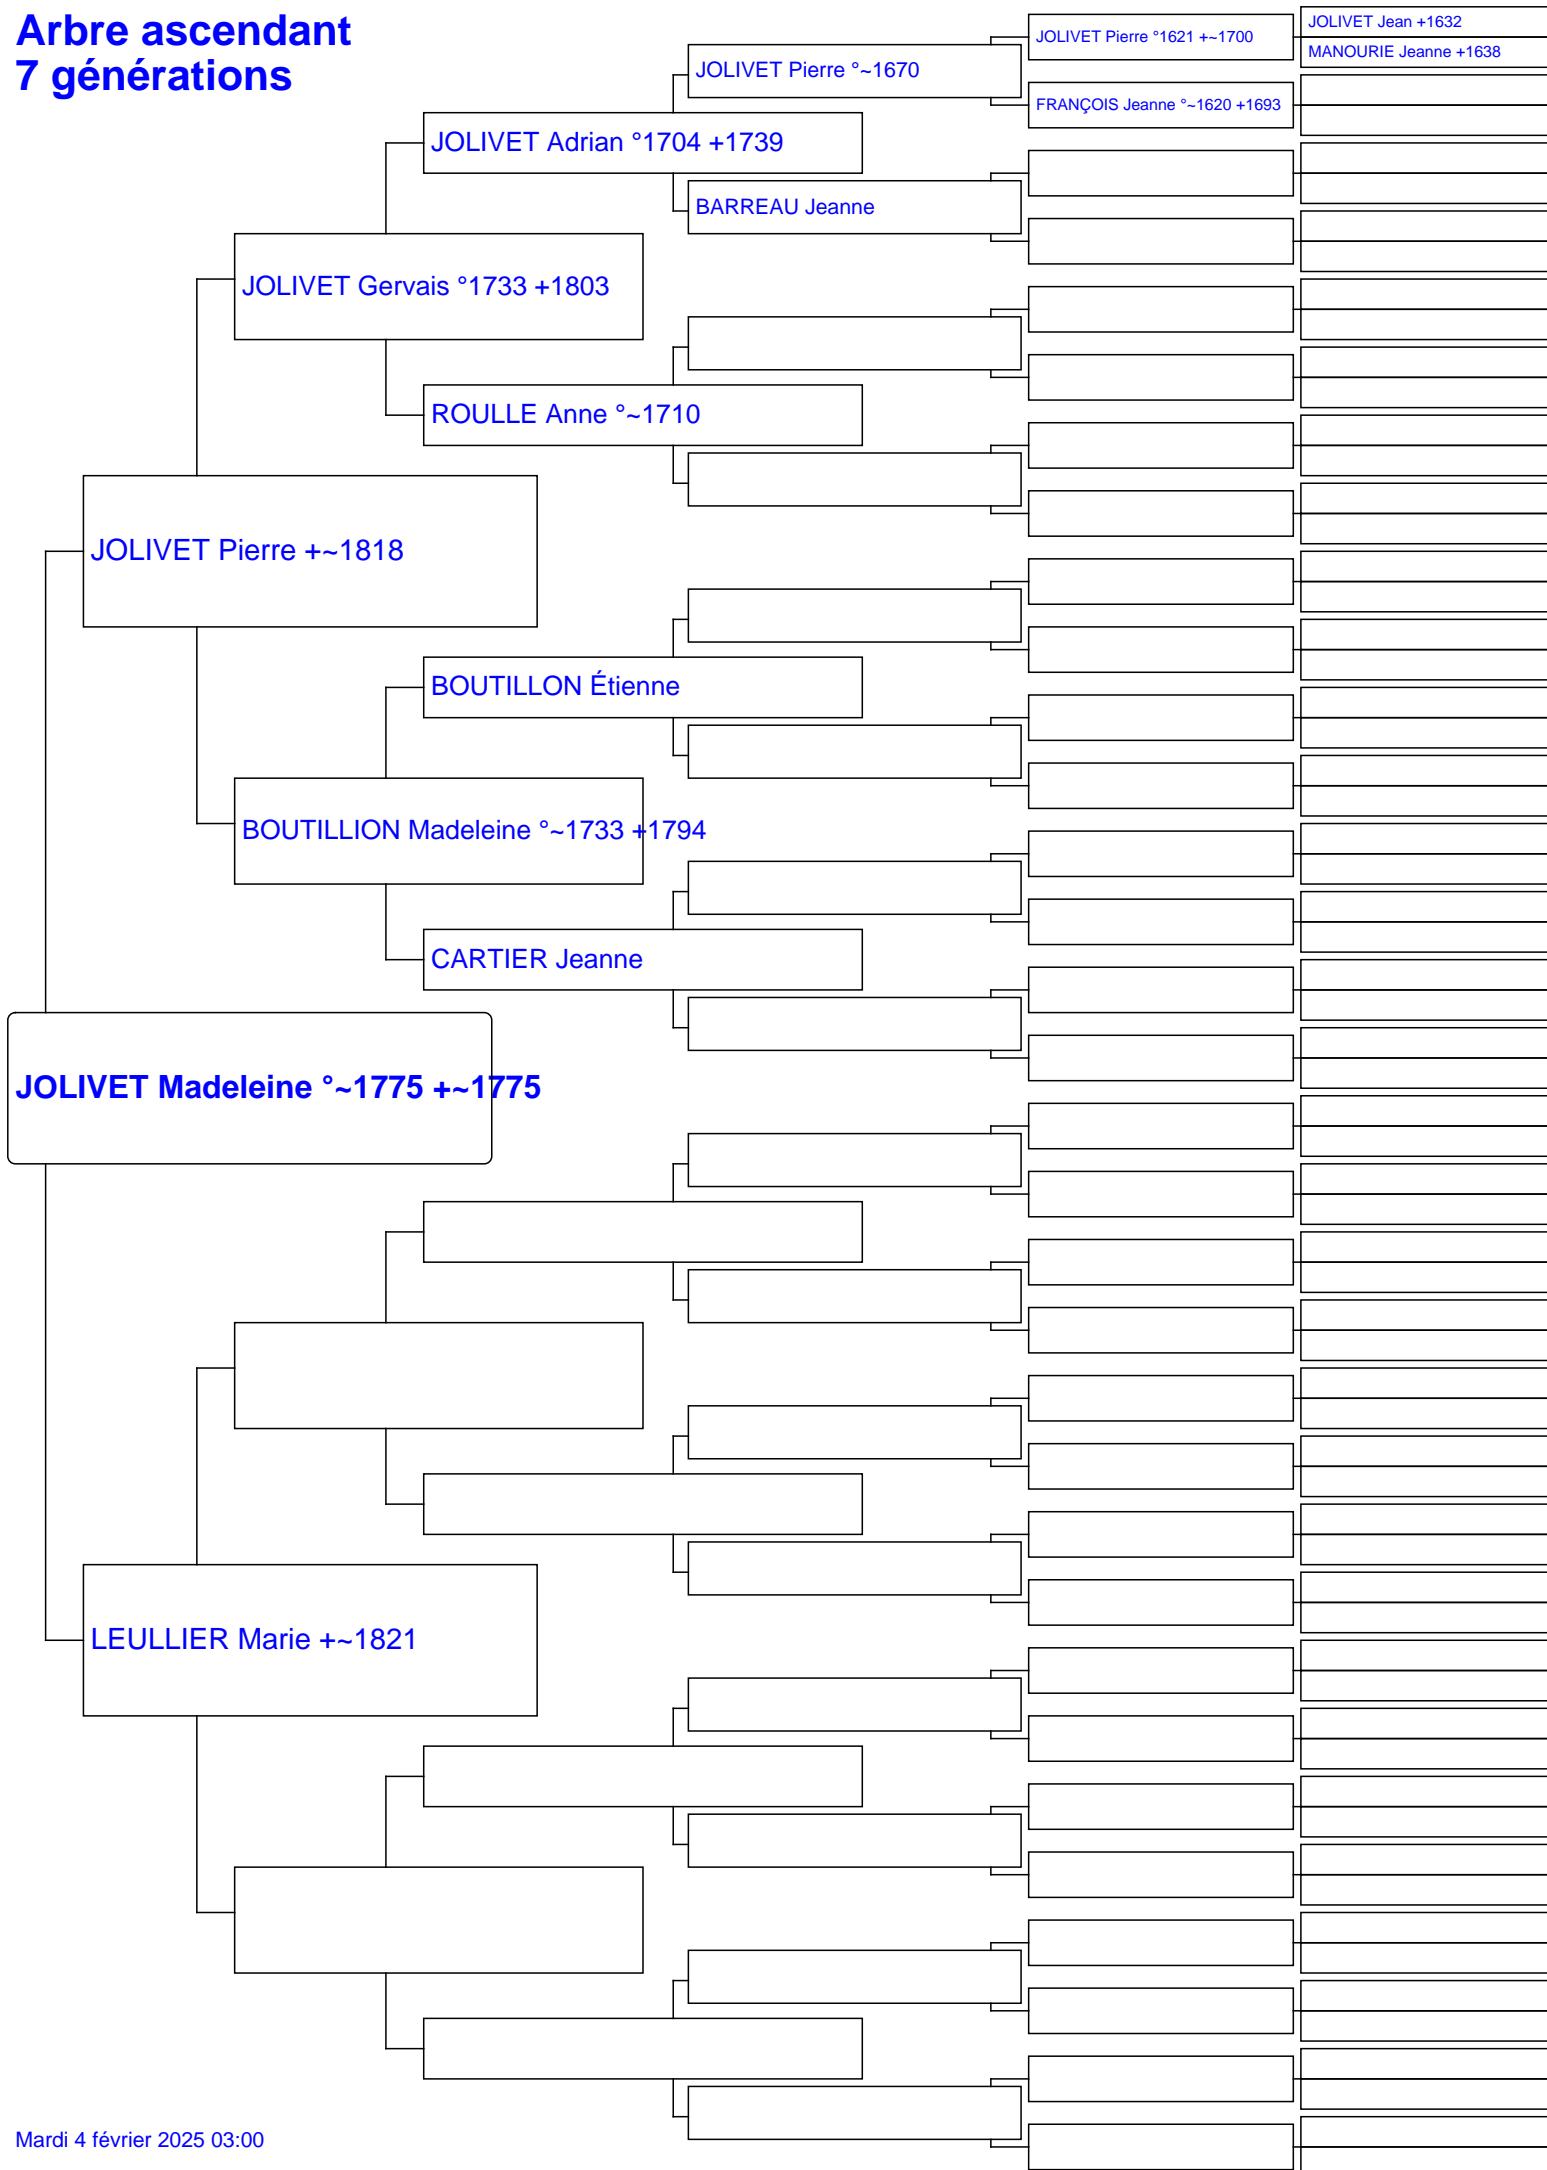 Arbre ascendant
7 générations
JOLIVET Jean +1632
JOLIVET Pierre °1621 +~1700
MANOURIE Jeanne +1638
JOLIVET Pierre °~1670
FRANÇOIS Jeanne °~1620 +1693
JOLIVET Adrian °1704 +1739
BARREAU Jeanne
JOLIVET Gervais °1733 +1803
ROULLE Anne °~1710
JOLIVET Pierre +~1818
BOUTILLON Étienne
BOUTILLION Madeleine °~1733 +1794
CARTIER Jeanne
JOLIVET Madeleine °~1775 +~1775
LEULLIER Marie +~1821
Mardi 4 février 2025 03:00